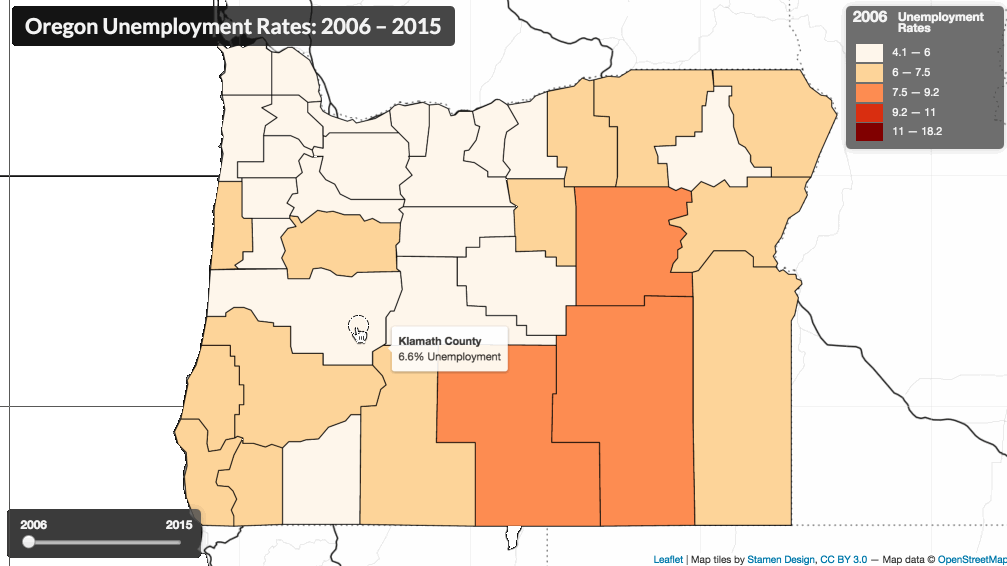 Oregon Unemployment Rates: 2006 – 2015
2006 Unemployment
Rates
4.1 — 6
6 — 7.5
7.5 — 9.2
9.2 — 11
11 — 18.2
Klamath County
6.6% Unemployment
2006 2015
Leaflet | Map tiles by Stamen Design, CC BY 3.0 — Map data © OpenStreetMap